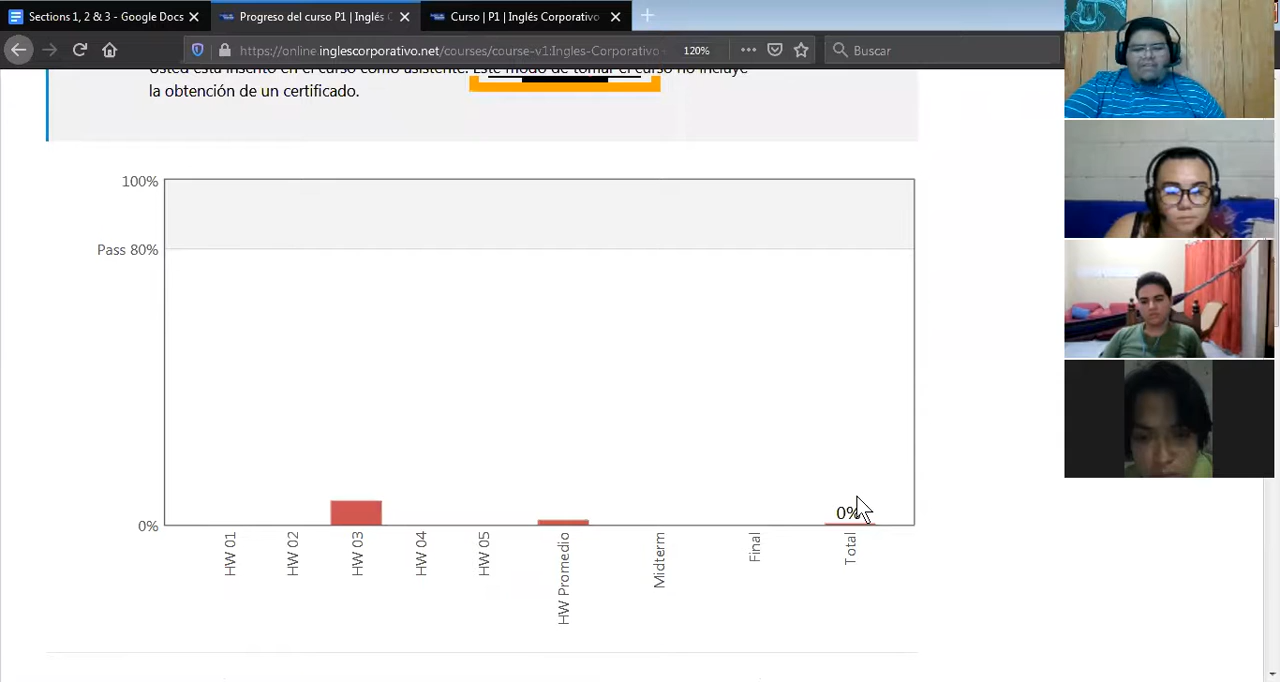 Sections 1, 2 & 3 - Google Docs
Progreso del curso P1 | Inglés C
Curso | P1 | Inglés Corporativo
https://online.inglescorporativo.net/courses/course-v1:Ingles-Corporativo
120%
Buscar
Usted está inscrito en el curso como asistente. Este modo de tomar el curso no incluye
la obtención de un certificado.
100%
Pass 80%
0%
0%
HW 01
HW 02
HW 03
HW 04
HW 05
HW Promedio
Midterm
Final
Total